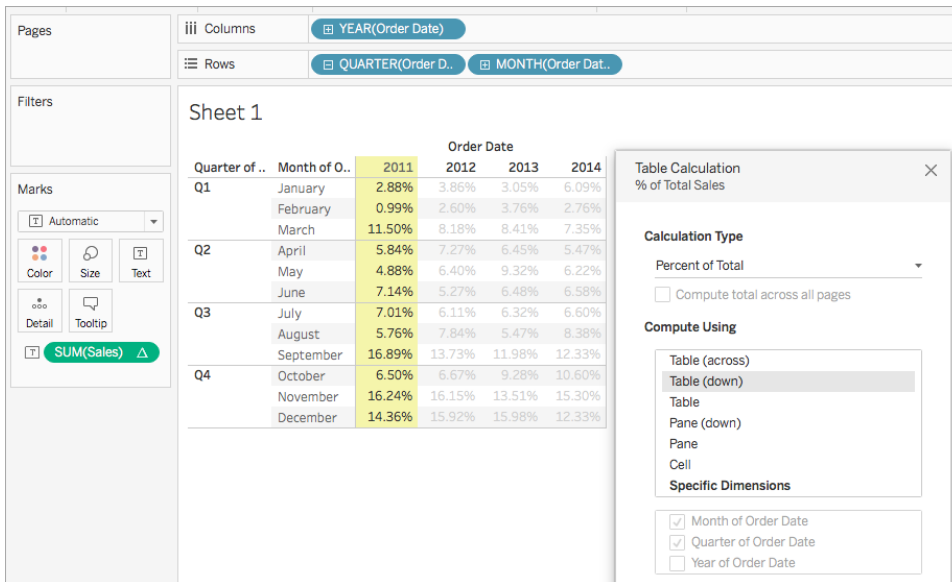 Pages
iii Columns
YEAR(Order Date)
Rows
QUARTER(Order D..
MONTH(Order Dat..
Filters
Sheet 1
Order Date
Quarter of .. Month of O.. 2011 2012 2013 2014
Q1 January 2.88% 3.86% 3.05% 6.09%
February 0.99% 2.60% 3.76% 2.76%
March 11.50% 8.18% 8.41% 7.35%
Q2 April 5.84% 7.27% 6.45% 5.47%
May 4.88% 6.40% 9.32% 6.22%
June 7.14% 5.27% 6.48% 6.58%
Q3 July 7.01% 6.11% 6.32% 6.60%
August 5.76% 7.84% 5.47% 8.38%
September 16.89% 13.73% 11.98% 12.33%
Q4 October 6.50% 6.67% 9.28% 10.60%
November 16.24% 16.15% 13.51% 15.30%
December 14.36% 15.92% 15.98% 12.33%
Marks
T Automatic
Color
Size
T
Text
Detail
Tooltip
T SUM(Sales) Δ
Table Calculation
% of Total Sales
Calculation Type
Percent of Total
Compute total across all pages
Compute Using
Table (across)
Table (down)
Table
Pane (down)
Pane
Cell
Specific Dimensions
Month of Order Date
Quarter of Order Date
Year of Order Date